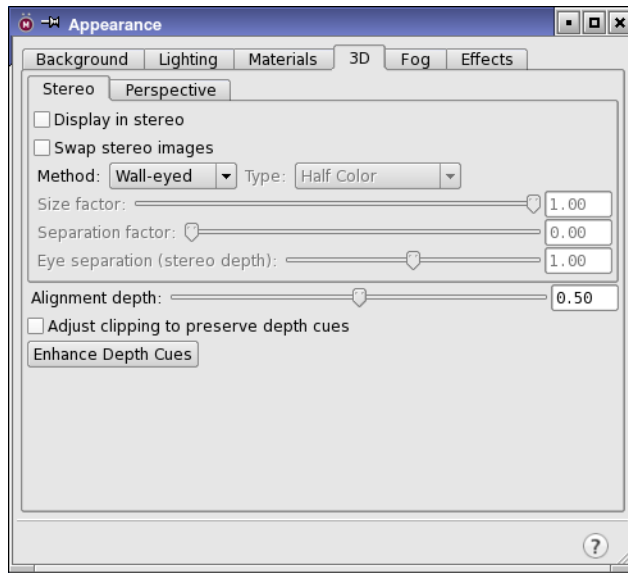 Appearance
Background Lighting Materials 3D Fog Effects
Stereo Perspective
Display in stereo
Swap stereo images
Method: Wall-eyed Type: Half Color
Size factor: 1.00
Separation factor: 0.00
Eye separation (stereo depth): 1.00
Alignment depth: 0.50
Adjust clipping to preserve depth cues
Enhance Depth Cues
?